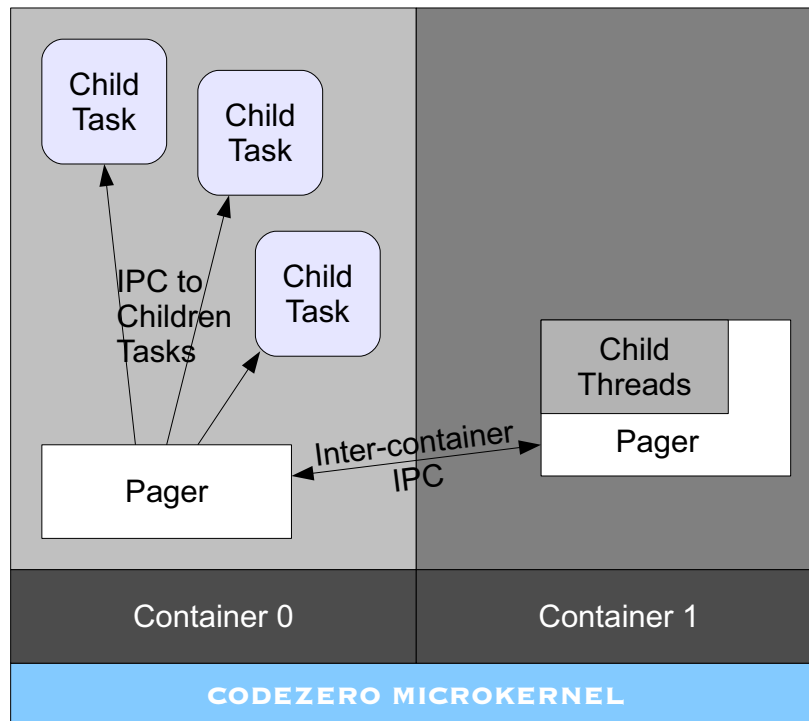 Child
Task
Child
Task
Child
Task
IPC to
Children
Tasks
Child
Threads
Pager
Inter-container
IPC
Pager
Container 0
Container 1
CODEZERO MICROKERNEL